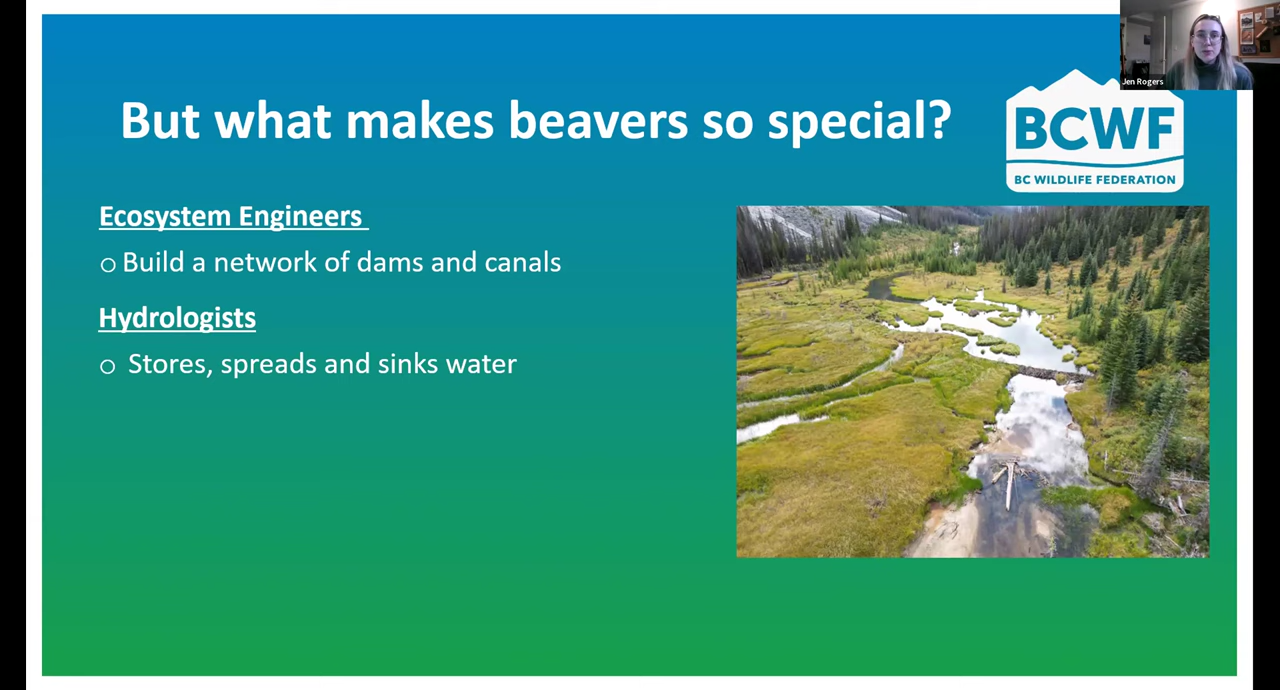 Jen Rogers
But what makes beavers so special?
BCWF
BC WILDLIFE FEDERATION
Ecosystem Engineers
○ Build a network of dams and canals
Hydrologists
○ Stores, spreads and sinks water